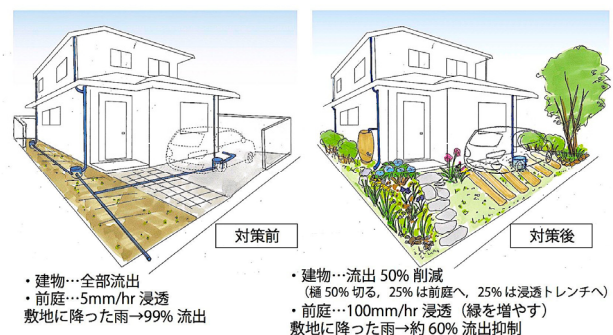 対策前
・建物…全部流出
・前庭…5mm/hr 浸透
敷地に降った雨→99% 流出
対策後
・建物…流出 50% 削減
（樋 50% 切る，25% は前庭へ，25% は浸透トレンチへ）
・前庭…100mm/hr 浸透（緑を増やす）
敷地に降った雨→約 60% 流出抑制